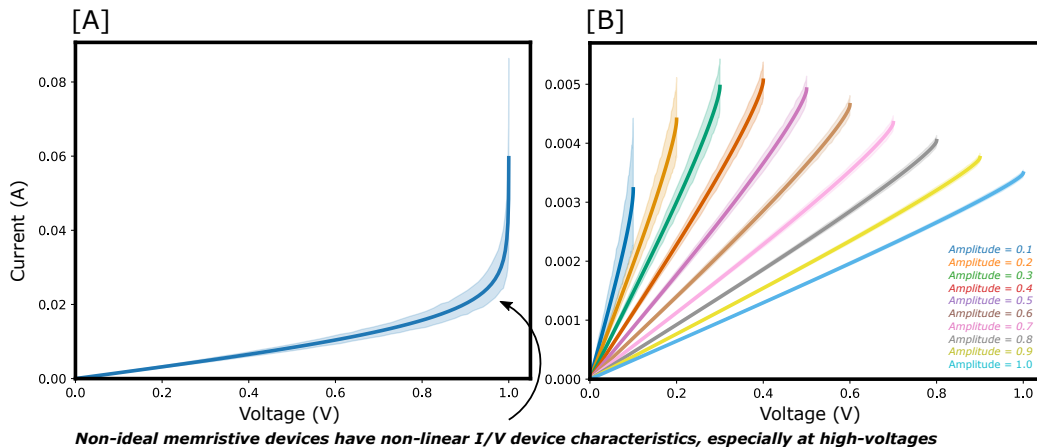 [A]
[B]
0.08
0.06
0.04
0.02
0.00
Current (A)
0.0
0.2
0.4
0.6
0.8
1.0
Voltage (V)
0.005
0.004
0.003
0.002
0.001
0.000
Amplitude = 0.1
Amplitude = 0.2
Amplitude = 0.3
Amplitude = 0.4
Amplitude = 0.5
Amplitude = 0.6
Amplitude = 0.7
Amplitude = 0.8
Amplitude = 0.9
Amplitude = 1.0
0.0
0.2
0.4
0.6
0.8
1.0
Voltage (V)
Non-ideal memristive devices have non-linear I/V device characteristics, especially at high-voltages